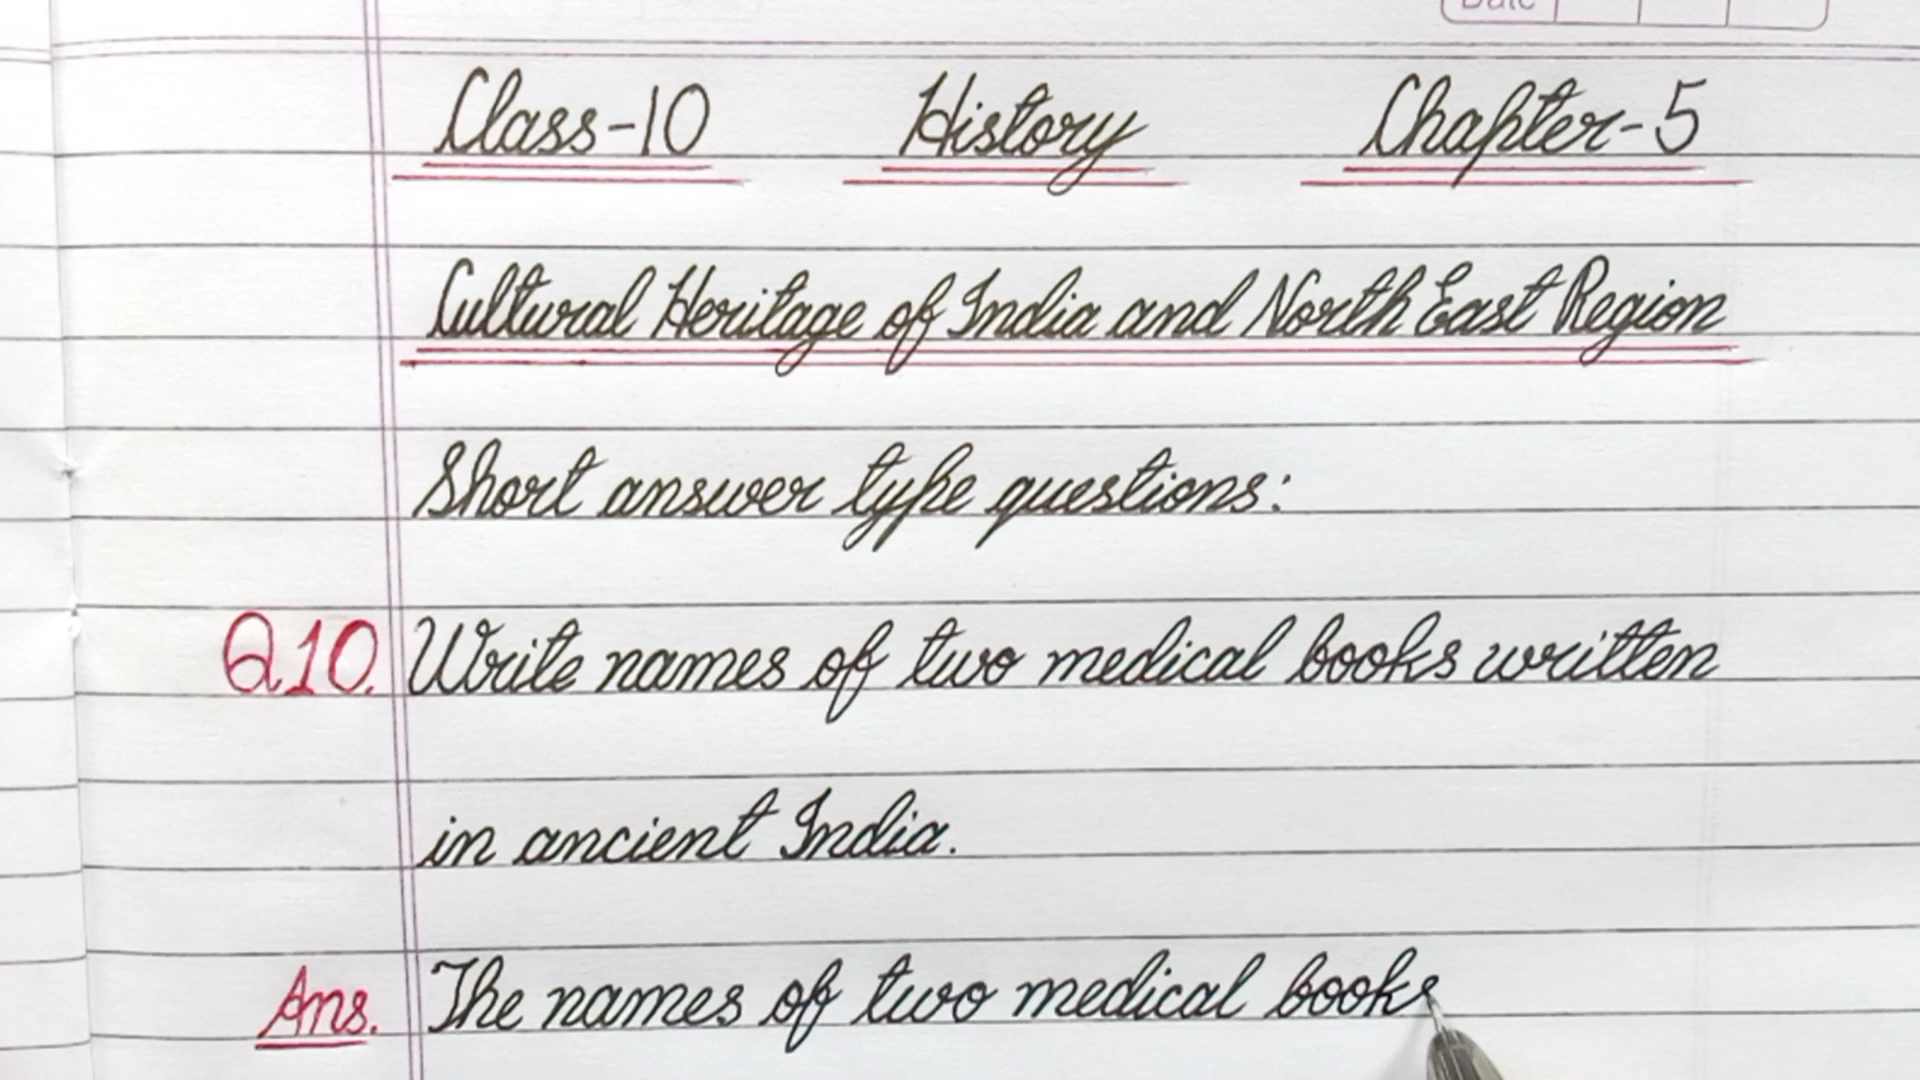 Date
Class-10 History Chapter-5
Cultural Heritage of India and North East Region
Short answer type questions:
Q10. Write names of two medical books written
in ancient India.
Ans. The names of two medical books